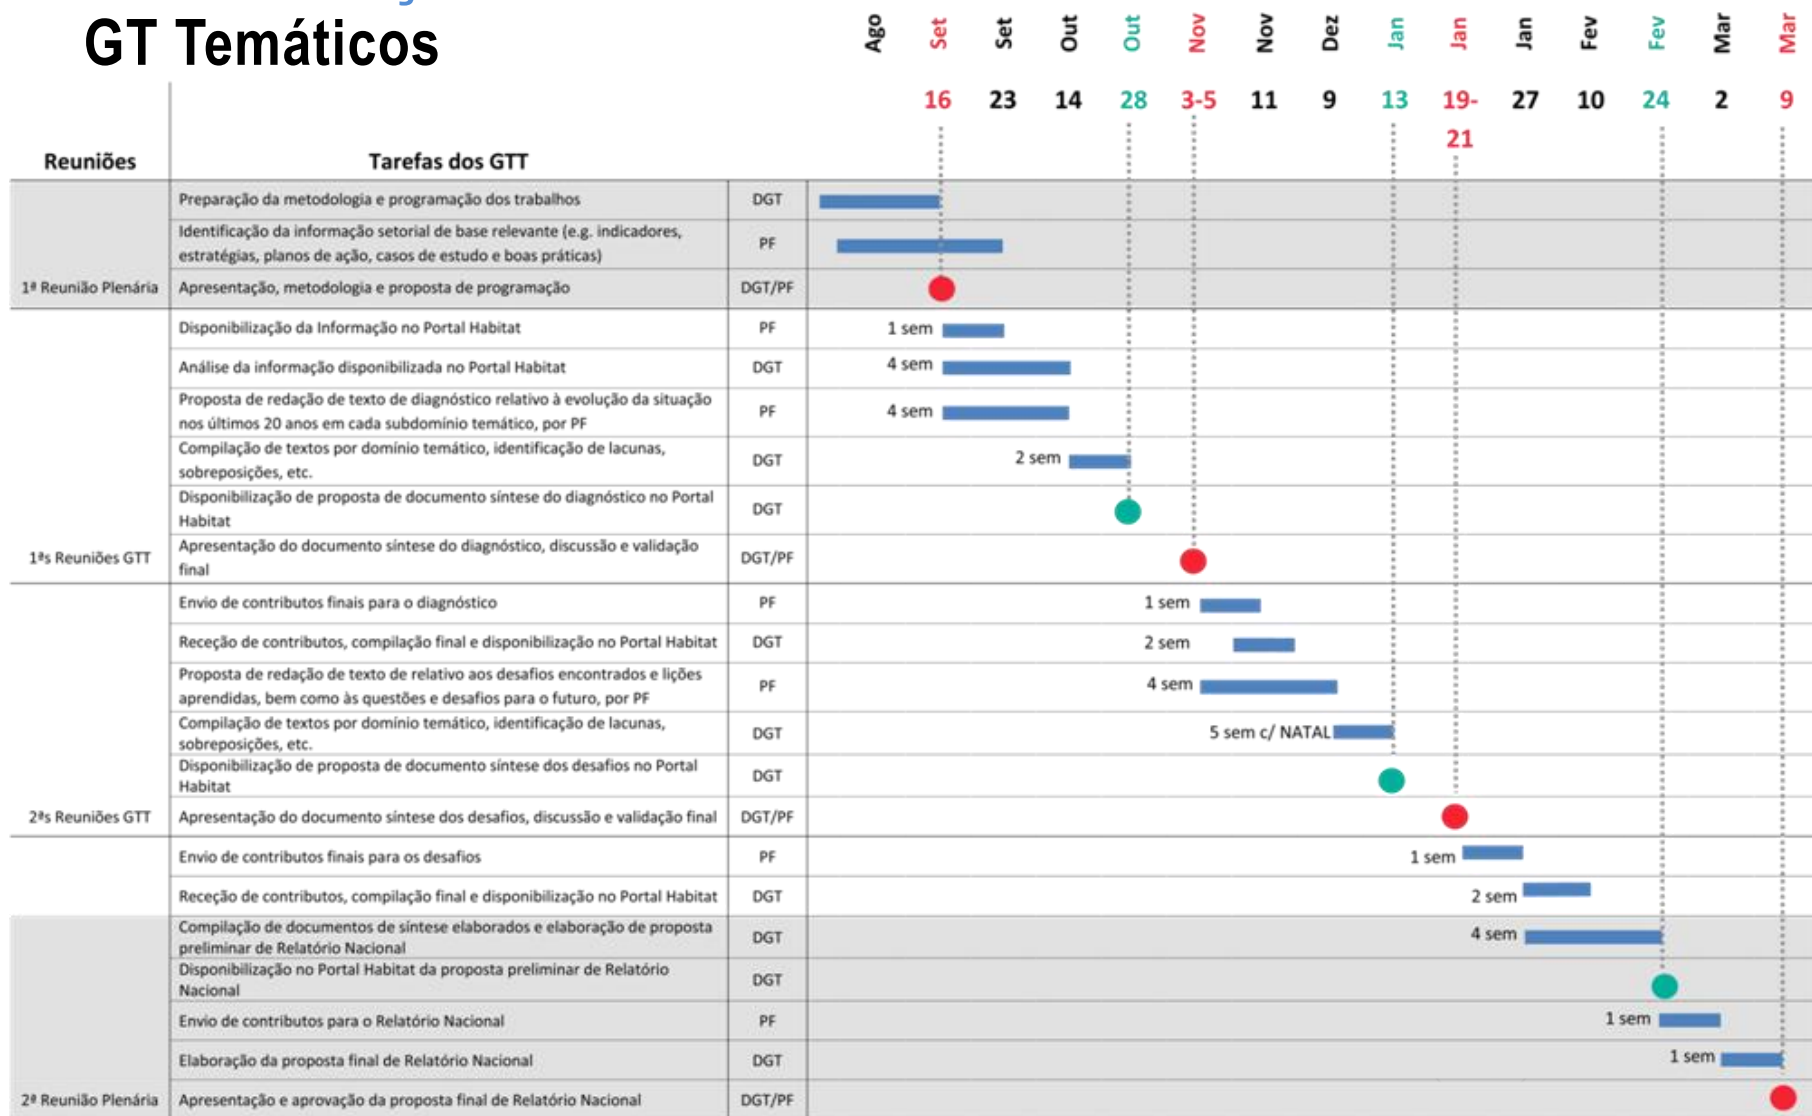 GT Temáticos
Ago Set Set Out Out Nov Nov Dez Jan Jan Jan Fev Fev Mar Mar
16 23 14 28 3-5 11 9 13 19- 27 10 24 2 9
21
Reuniões Tarefas dos GTT
Preparação da metodologia e programação dos trabalhos DGT
Identificação da informação setorial de base relevante (e.g. indicadores,
estratégias, planos de ação, casos de estudo e boas práticas) PF
1ª Reunião Plenária Apresentação, metodologia e proposta de programação DGT/PF
Disponibilização da Informação no Portal Habitat PF 1 sem
Análise da informação disponibilizada no Portal Habitat DGT 4 sem
Proposta de redação de texto de diagnóstico relativo à evolução da situação
nos últimos 20 anos em cada subdomínio temático, por PF PF 4 sem
Compilação de textos por domínio temático, identificação de lacunas,
sobreposições, etc. DGT 2 sem
Disponibilização de proposta de documento síntese do diagnóstico no Portal
Habitat DGT
Apresentação do documento síntese do diagnóstico, discussão e validação
final
1ªs Reuniões GTT DGT/PF
Envio de contributos finais para o diagnóstico PF 1 sem
Receção de contributos, compilação final e disponibilização no Portal Habitat DGT 2 sem
Proposta de redação de texto de relativo aos desafios encontrados e lições
aprendidas, bem como às questões e desafios para o futuro, por PF PF 4 sem
Compilação de textos por domínio temático, identificação de lacunas,
sobreposições, etc. DGT 5 sem c/ NATAL
Disponibilização de proposta de documento síntese dos desafios no Portal
Habitat DGT
2ªs Reuniões GTT Apresentação do documento síntese dos desafios, discussão e validação final DGT/PF
Envio de contributos finais para os desafios PF 1 sem
Receção de contributos, compilação final e disponibilização no Portal Habitat DGT 2 sem
Compilação de documentos de síntese elaborados e elaboração de proposta
preliminar de Relatório Nacional DGT 4 sem
Disponibilização no Portal Habitat da proposta preliminar de Relatório
Nacional DGT
Envio de contributos para o Relatório Nacional PF 1 sem
Elaboração da proposta final de Relatório Nacional DGT 1 sem
2ª Reunião Plenária Apresentação e aprovação da proposta final de Relatório Nacional DGT/PF